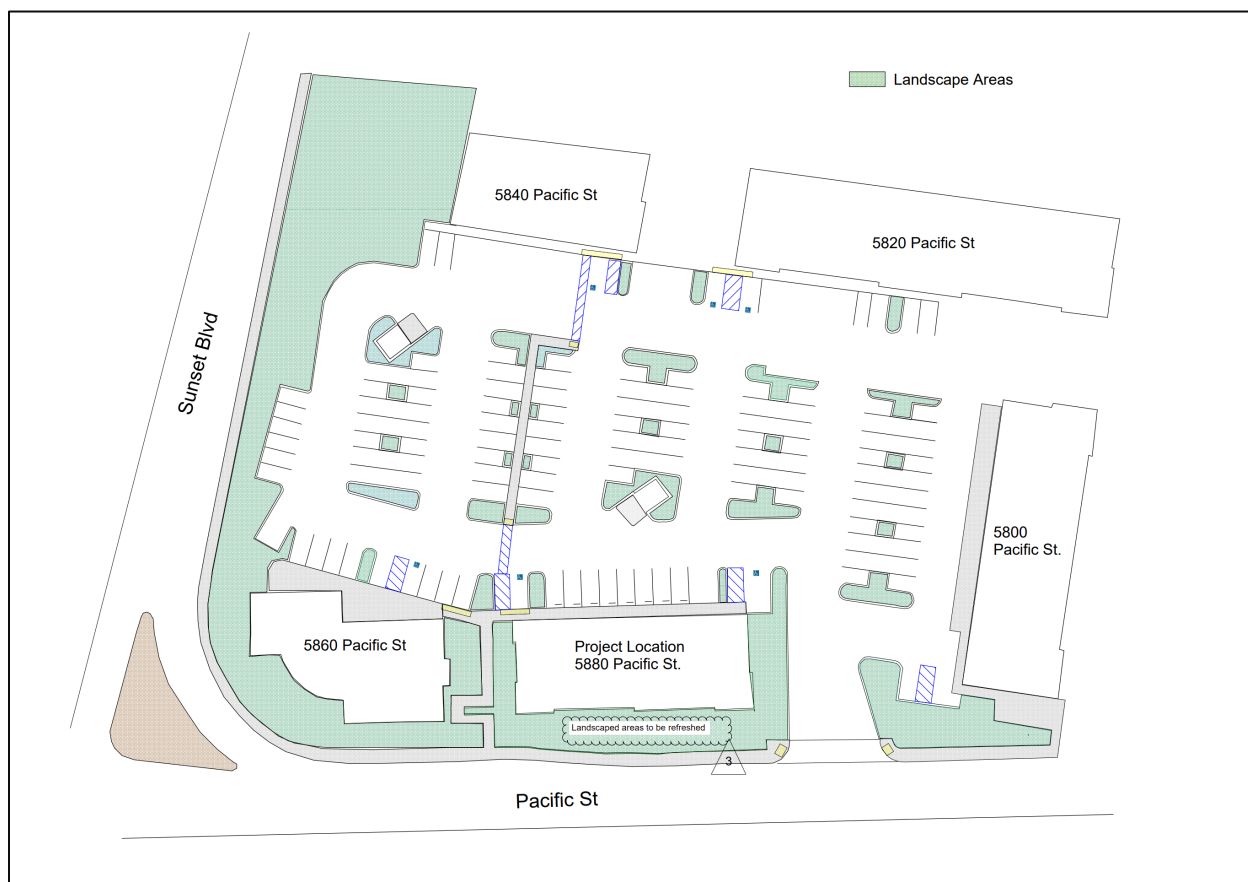 Landscape Areas
5840 Pacific St
5820 Pacific St
Sunset Blvd
5800
Pacific St.
5860 Pacific St
Project Location
5880 Pacific St.
Landscaped areas to be refreshed
3
Pacific St